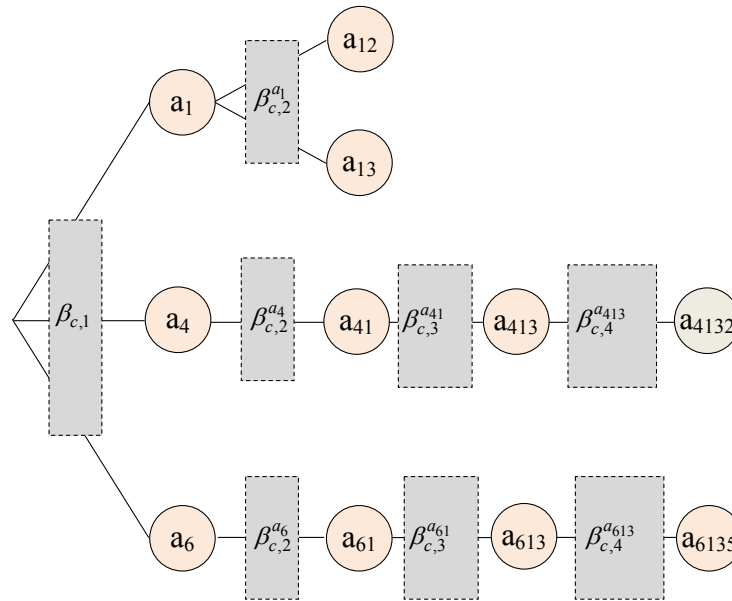 a12
a1
β^{a1}_{c,2}
a13
β_{c,1}
a4
β^{a4}_{c,2}
a41
β^{a41}_{c,3}
a413
β^{a413}_{c,4}
a4132
a6
β^{a6}_{c,2}
a61
β^{a61}_{c,3}
a613
β^{a613}_{c,4}
a6135